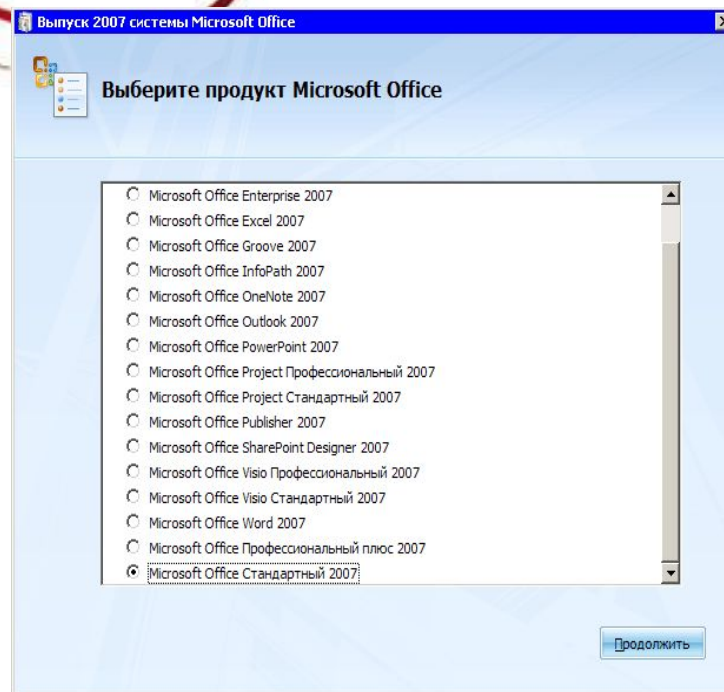 Выпуск 2007 системы Microsoft Office
Выберите продукт Microsoft Office
Microsoft Office Enterprise 2007
Microsoft Office Excel 2007
Microsoft Office Groove 2007
Microsoft Office InfoPath 2007
Microsoft Office OneNote 2007
Microsoft Office Outlook 2007
Microsoft Office PowerPoint 2007
Microsoft Office Project Профессиональный 2007
Microsoft Office Project Стандартный 2007
Microsoft Office Publisher 2007
Microsoft Office SharePoint Designer 2007
Microsoft Office Visio Профессиональный 2007
Microsoft Office Visio Стандартный 2007
Microsoft Office Word 2007
Microsoft Office Профессиональный плюс 2007
Microsoft Office Стандартный 2007
Продолжить